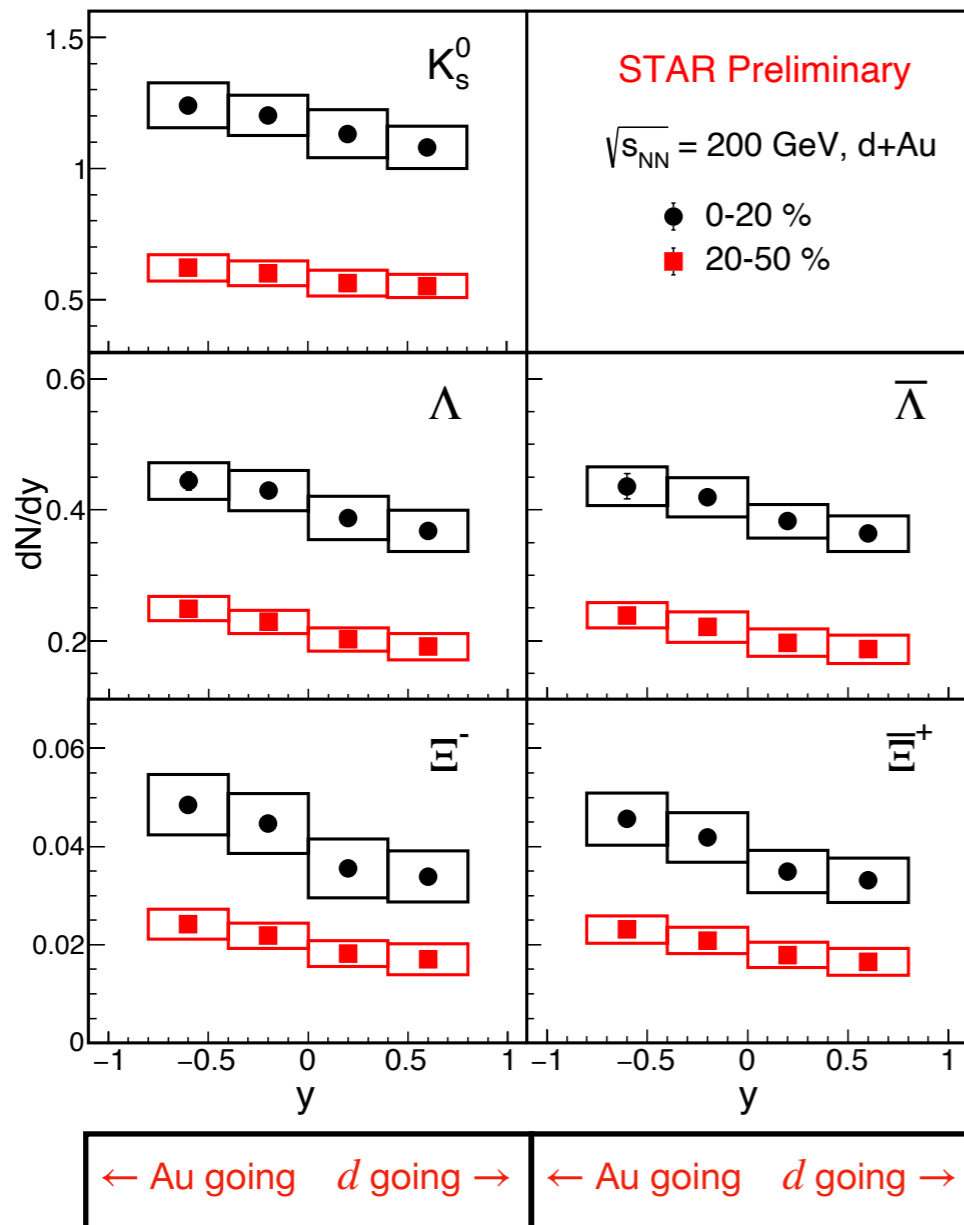 K⁰ₛ
STAR Preliminary
√sNN = 200 GeV, d+Au
0-20 %
20-50 %
1.5
1
0.5
Λ
Λ̅
0.6
0.4
0.2
dN/dy
Ξ⁻
Ξ̅⁺
0.06
0.04
0.02
0
−1 −0.5 0 0.5 1
−1 −0.5 0 0.5 1
y
y
← Au going d going →
← Au going d going →